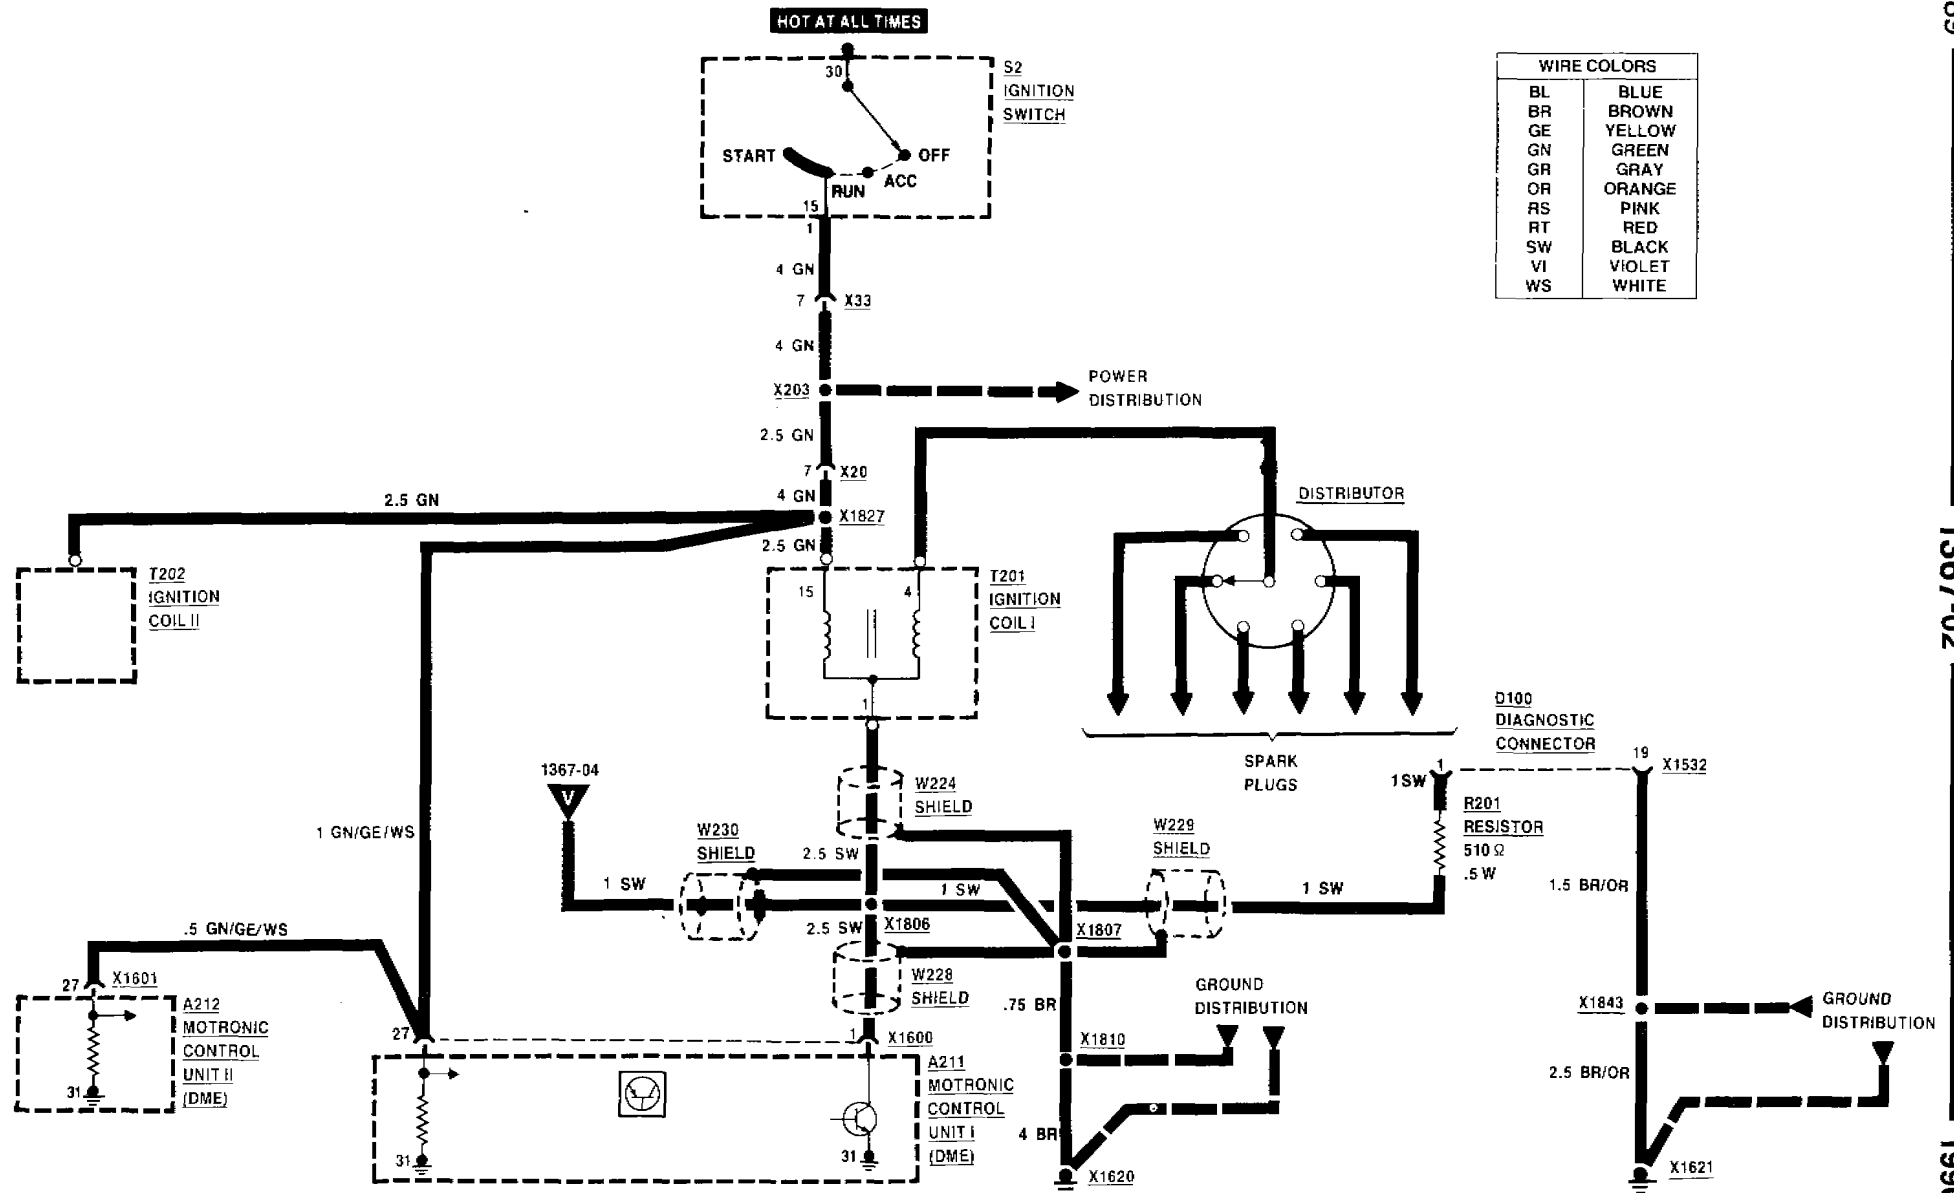 HOT AT ALL TIMES
30
S2
IGNITION
SWITCH
START
OFF
RUN
ACC
15
1
4 GN
7
X33
4 GN
X203
POWER
DISTRIBUTION
2.5 GN
7
X20
4 GN
X1827
2.5 GN
2.5 GN
WIRE COLORS
BL BLUE
BR BROWN
GE YELLOW
GN GREEN
GR GRAY
OR ORANGE
RS PINK
RT RED
SW BLACK
VI VIOLET
WS WHITE
DISTRIBUTOR
T202
IGNITION
COIL II
15
4
T201
IGNITION
COIL I
1
SPARK
PLUGS
D100
DIAGNOSTIC
CONNECTOR
1
1 SW
19
X1532
R201
RESISTOR
510 Ω
.5 W
1367-04
V
W224
SHIELD
W230
SHIELD
W229
SHIELD
1 GN/GE/WS
2.5 SW
1 SW
1 SW
1 SW
1.5 BR/OR
2.5 SW
X1806
X1807
.5 GN/GE/WS
W228
SHIELD
27
X1601
A212
MOTRONIC
CONTROL
UNIT II
(DME)
31
27
1
X1600
A211
MOTRONIC
CONTROL
UNIT I
(DME)
31
31
.75 BR
GROUND
DISTRIBUTION
X1810
4 BR
X1620
X1843
GROUND
DISTRIBUTION
2.5 BR/OR
X1621